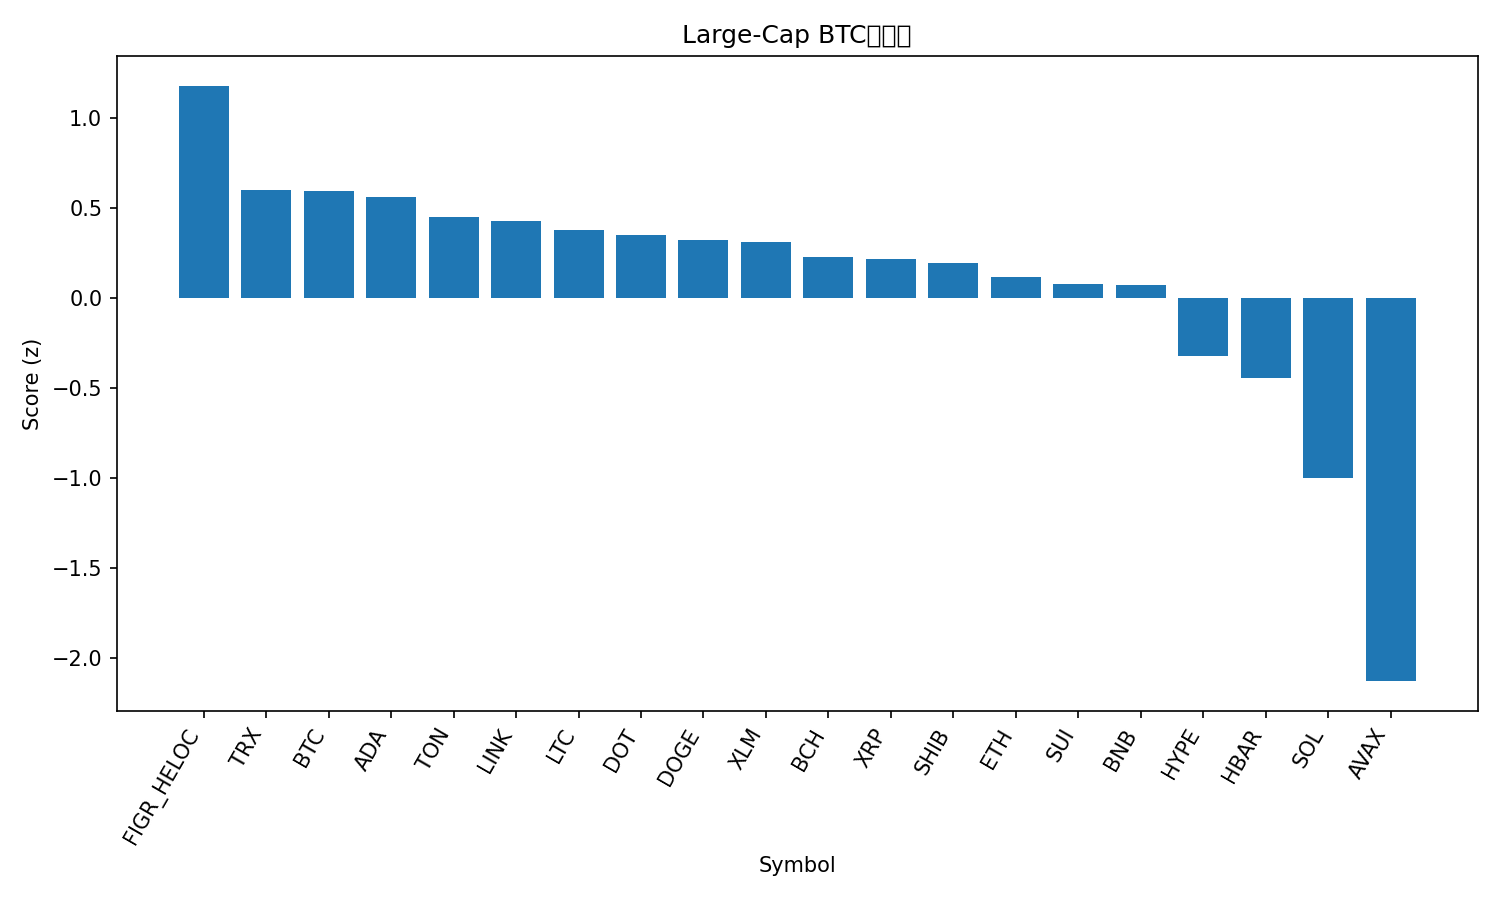 Large-Cap BTC
1.0
0.5
0.0
−0.5
−1.0
−1.5
−2.0
Score (z)
FIGR_HELOC
TRX
BTC
ADA
TON
LINK
LTC
DOT
DOGE
XLM
BCH
XRP
SHIB
ETH
SUI
BNB
HYPE
HBAR
SOL
AVAX
Symbol